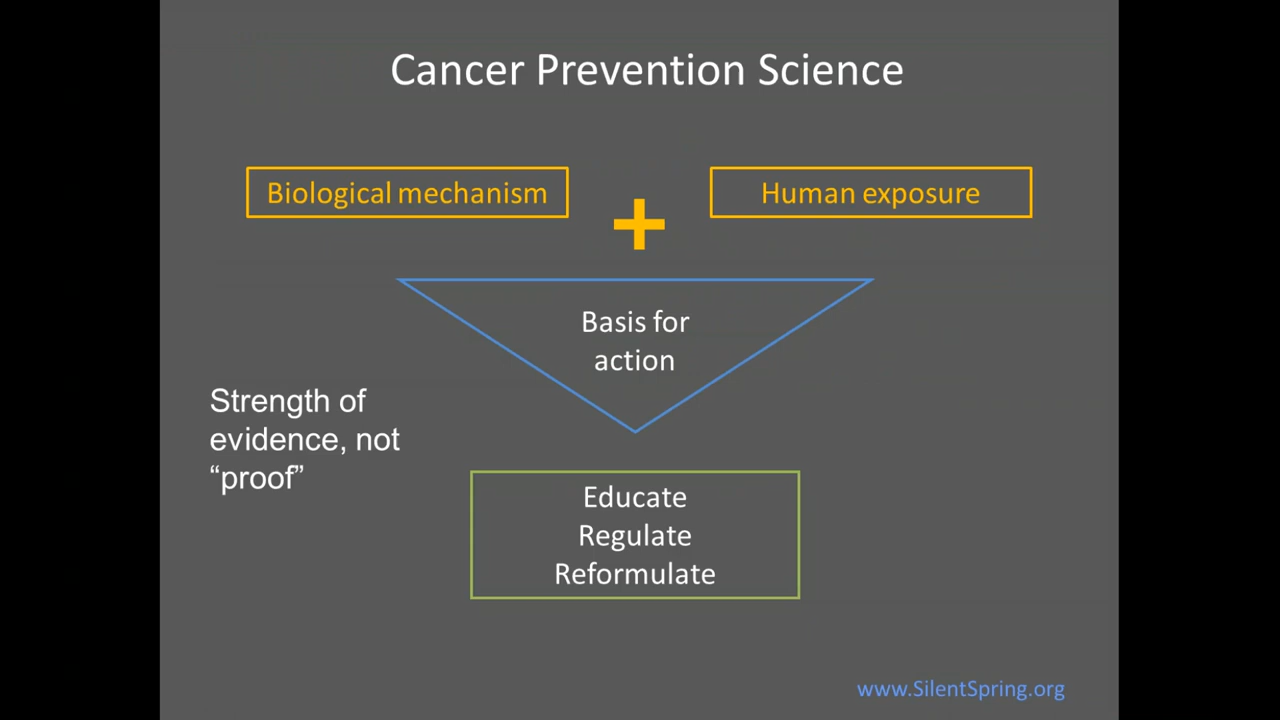 Cancer Prevention Science
Biological mechanism
+
Human exposure
Basis for
action
Strength of
evidence, not
“proof”
Educate
Regulate
Reformulate
www.SilentSpring.org